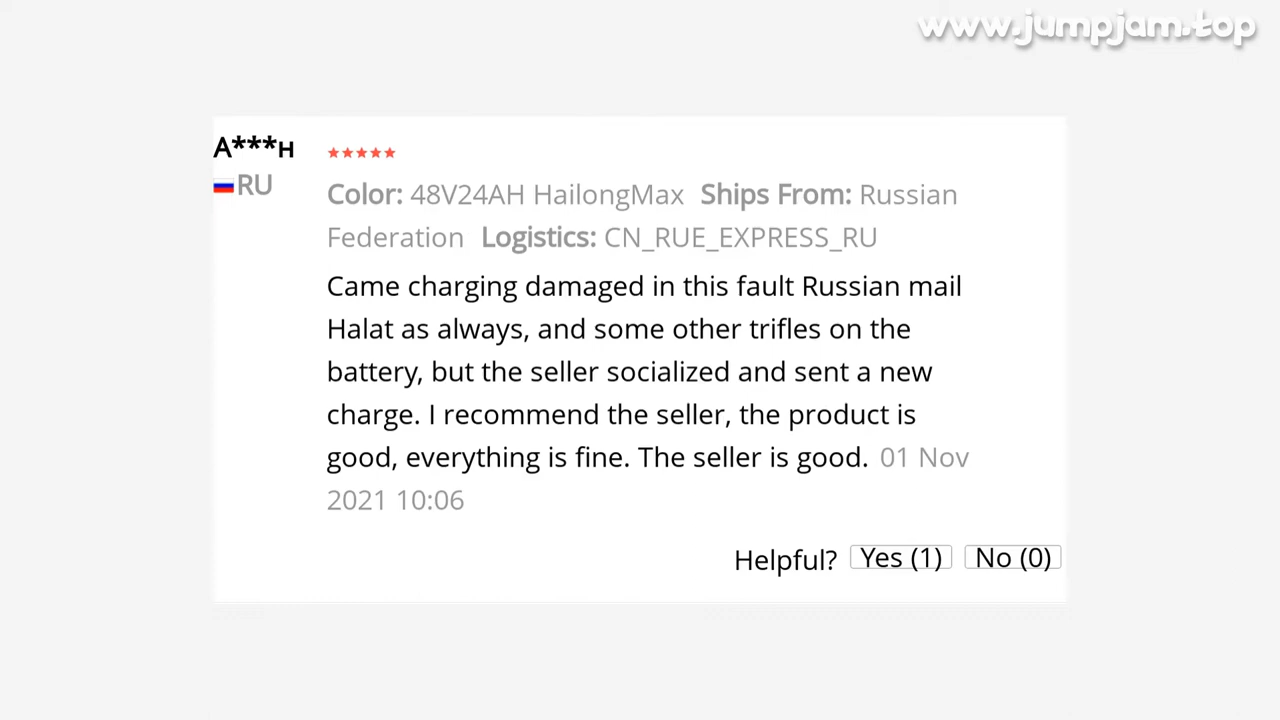 www.jumpjam.top
A***н
RU
Color: 48V24AH HailongMax Ships From: Russian
Federation Logistics: CN_RUE_EXPRESS_RU
Came charging damaged in this fault Russian mail
Halat as always, and some other trifles on the
battery, but the seller socialized and sent a new
charge. I recommend the seller, the product is
good, everything is fine. The seller is good. 01 Nov
2021 10:06
Helpful? Yes (1) No (0)